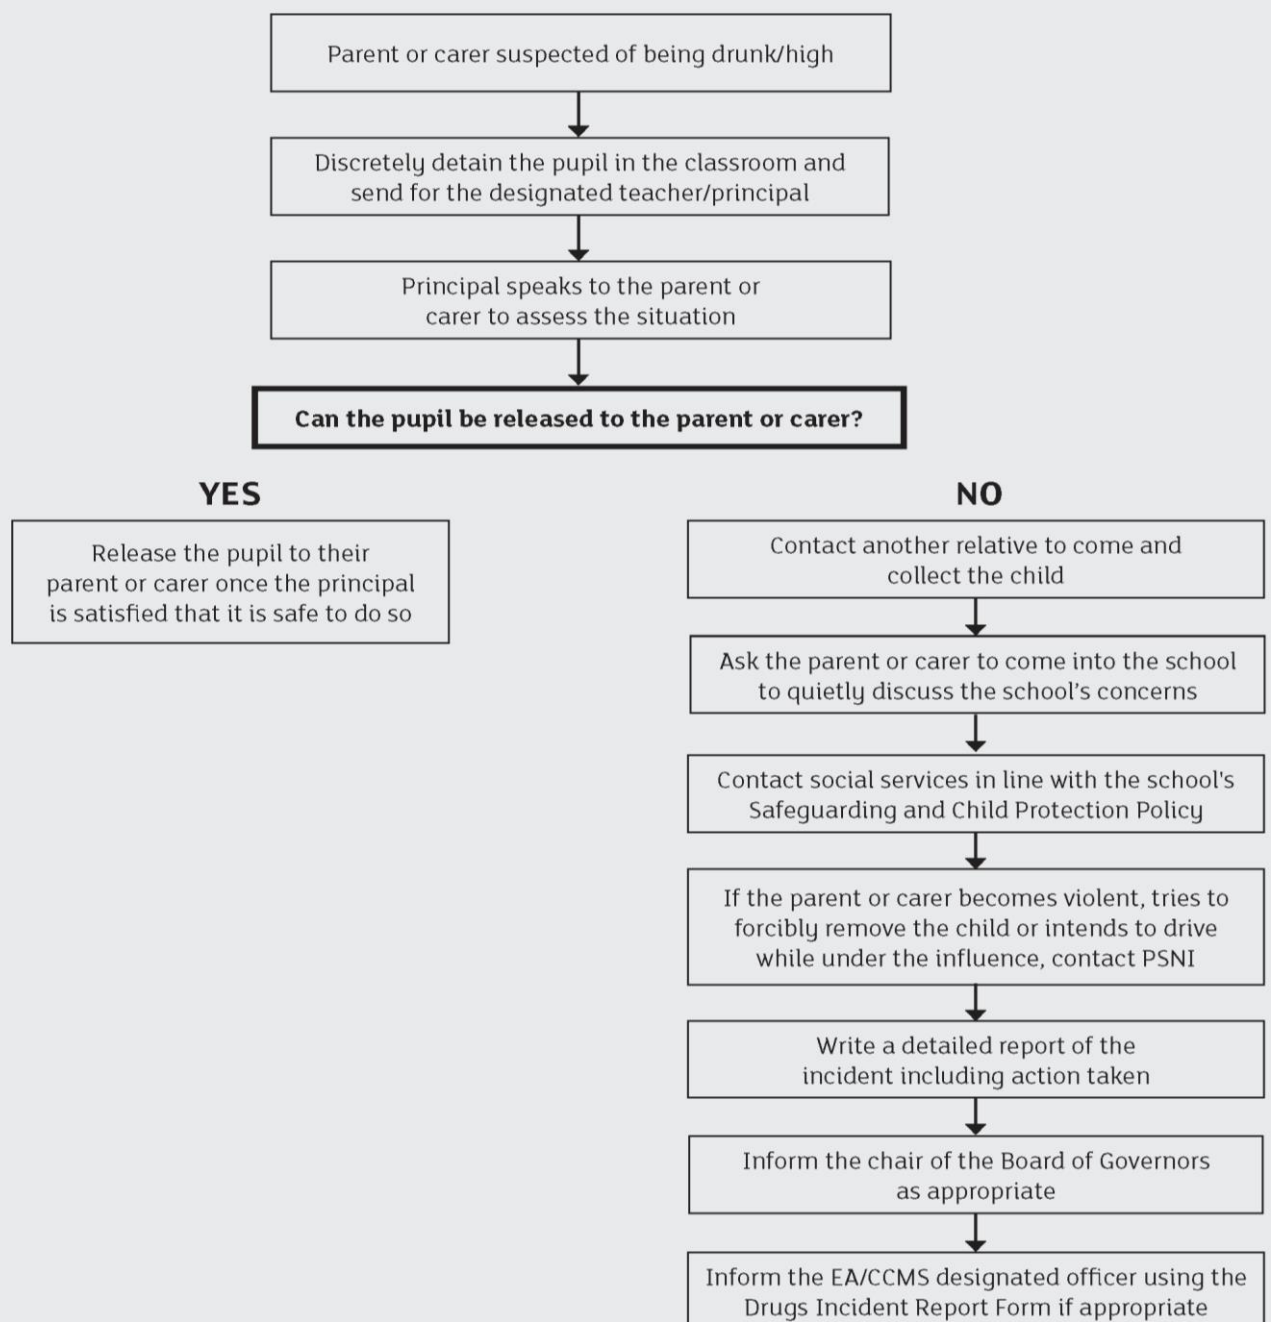 Parent or carer suspected of being drunk/high
Discretely detain the pupil in the classroom and
send for the designated teacher/principal
Principal speaks to the parent or
carer to assess the situation
Can the pupil be released to the parent or carer?
YES
Release the pupil to their
parent or carer once the principal
is satisfied that it is safe to do so
NO
Contact another relative to come and
collect the child
Ask the parent or carer to come into the school
to quietly discuss the school’s concerns
Contact social services in line with the school's
Safeguarding and Child Protection Policy
If the parent or carer becomes violent, tries to
forcibly remove the child or intends to drive
while under the influence, contact PSNI
Write a detailed report of the
incident including action taken
Inform the chair of the Board of Governors
as appropriate
Inform the EA/CCMS designated officer using the
Drugs Incident Report Form if appropriate